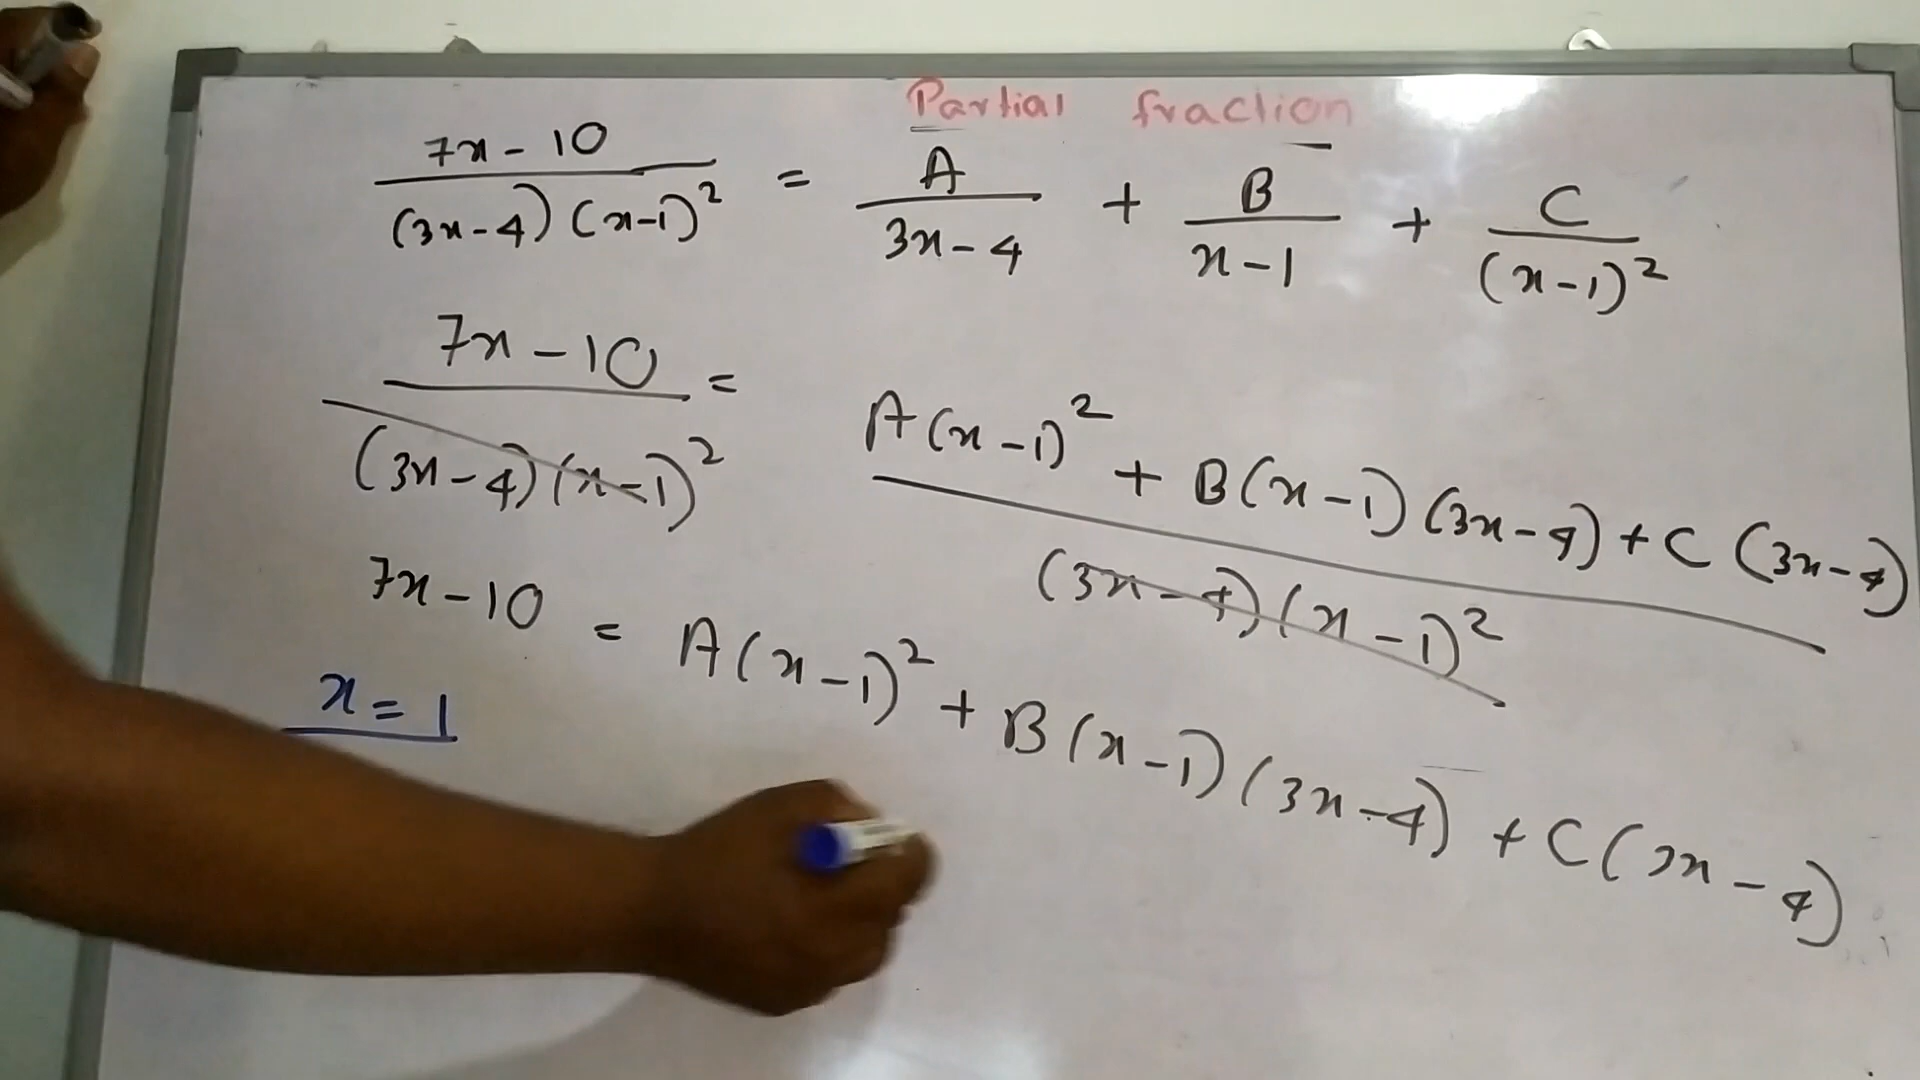 Partial fraction
7x - 10 / (3x-4)(x-1)² = A / 3x-4 + B / x-1 + C / (x-1)²
7x - 10 / (3x-4)(x-1)² = A(x-1)² + B(x-1)(3x-4) + C(3x-4) / (3x-4)(x-1)²
7x-10 = A(x-1)² + B(x-1)(3x-4) + C(3x-4)
x = 1